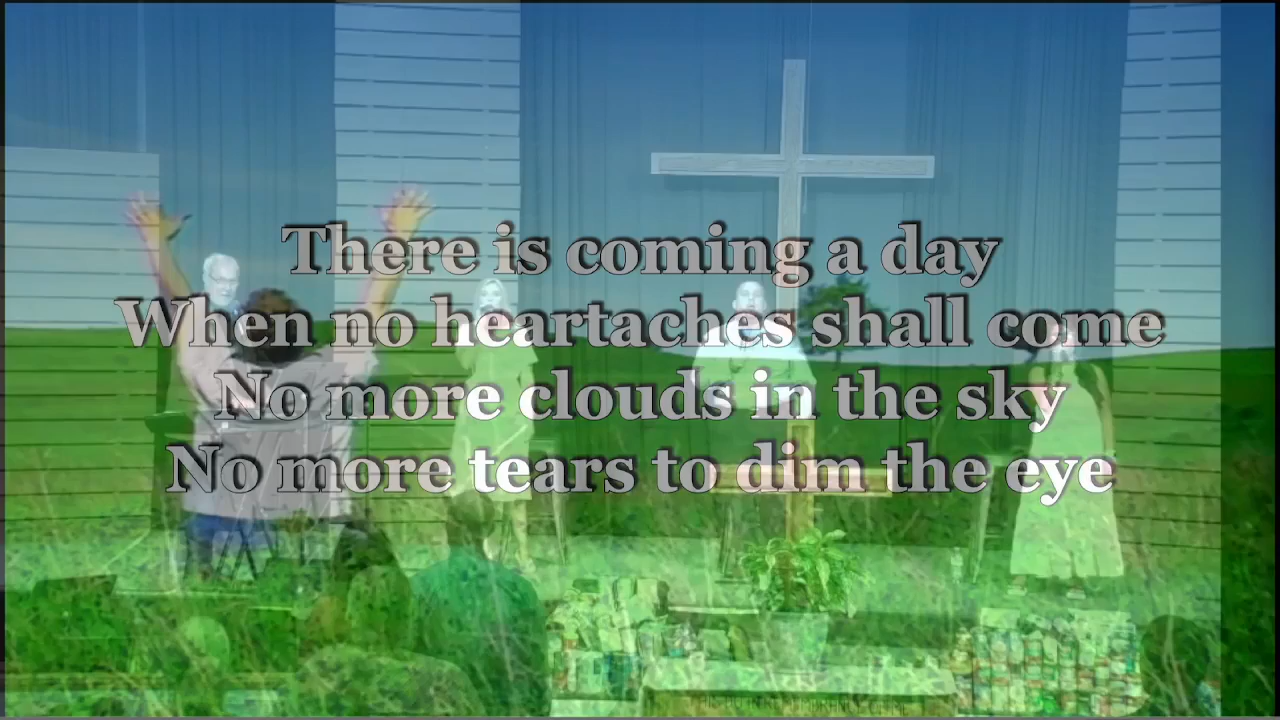 There is coming a day
When no heartaches shall come
No more clouds in the sky
No more tears to dim the eye